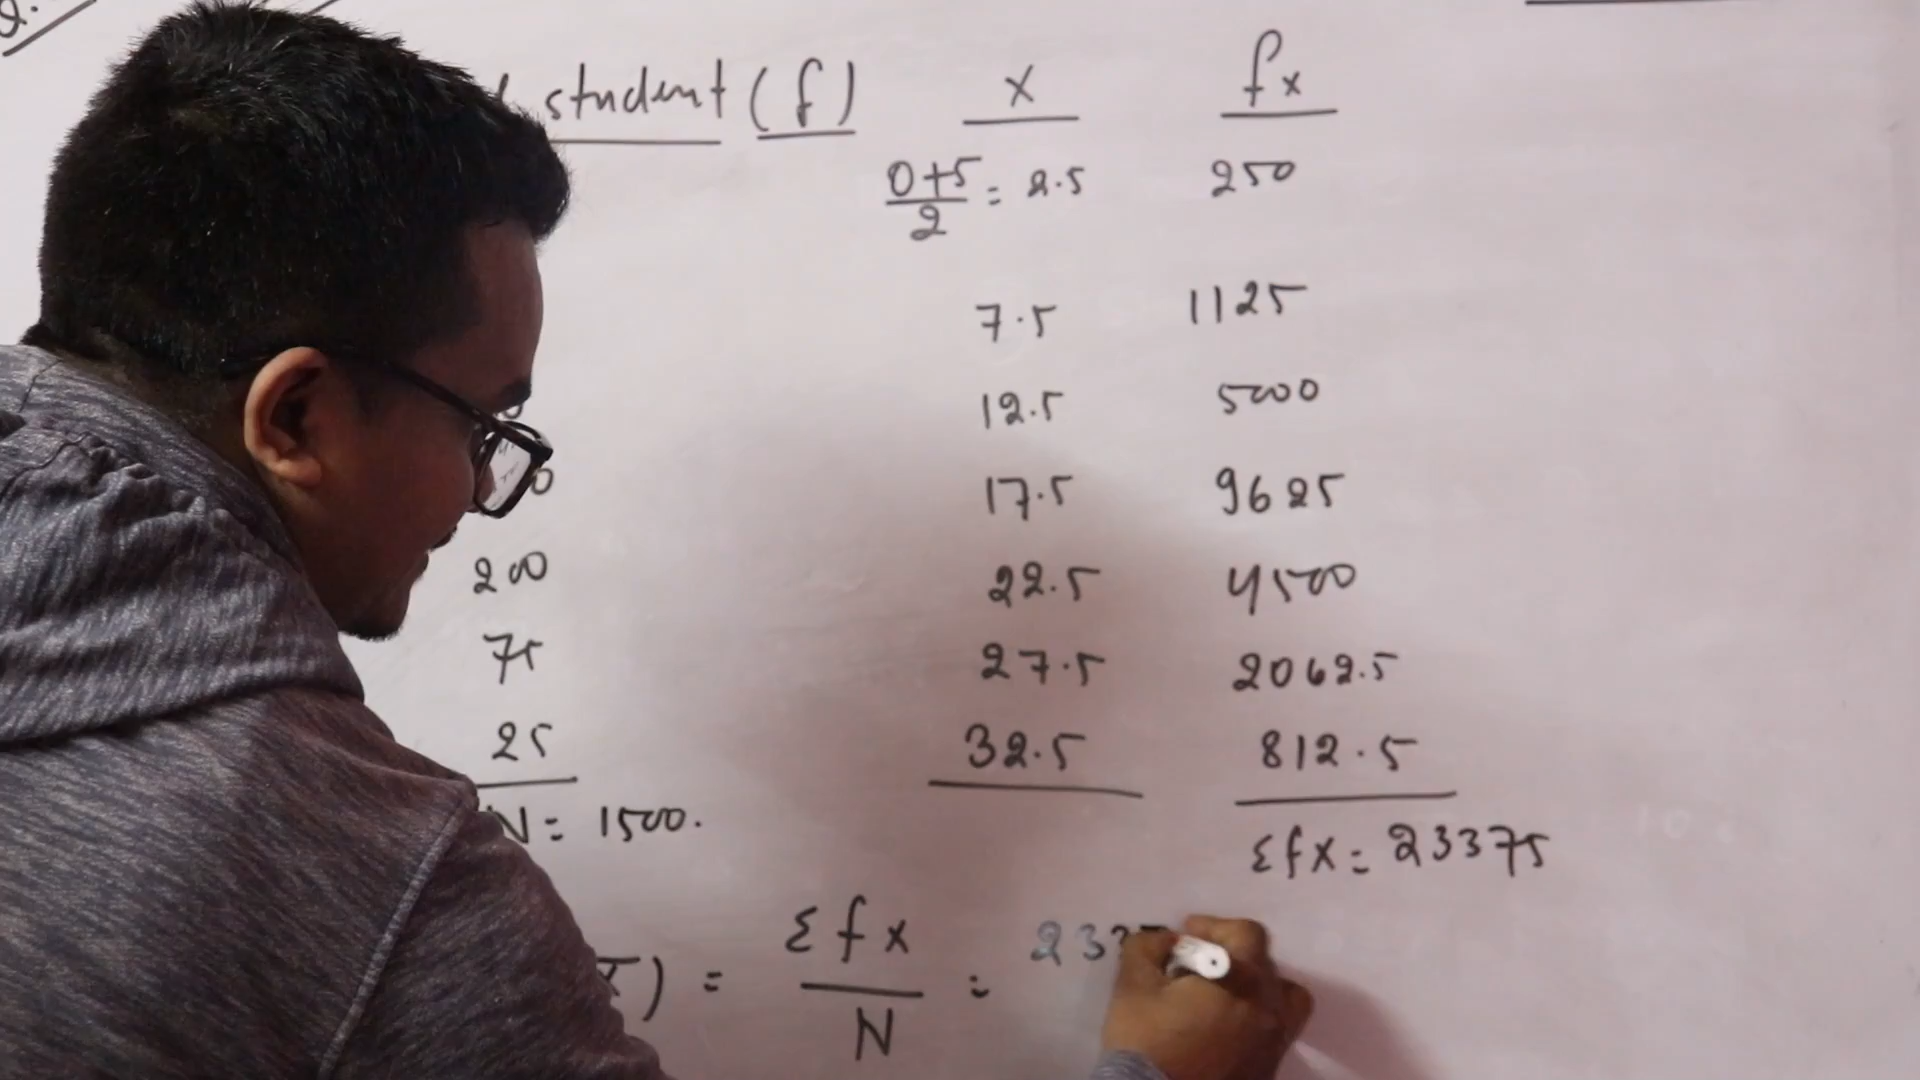 student (f) x fx
0+5/2 = 2.5 250
7.5 1125
12.5 5000
17.5 9625
200 22.5 4500
75 27.5 2062.5
25 32.5 812.5
N = 1500.
Σfx = 23375
x̄) = Σfx/N = 233